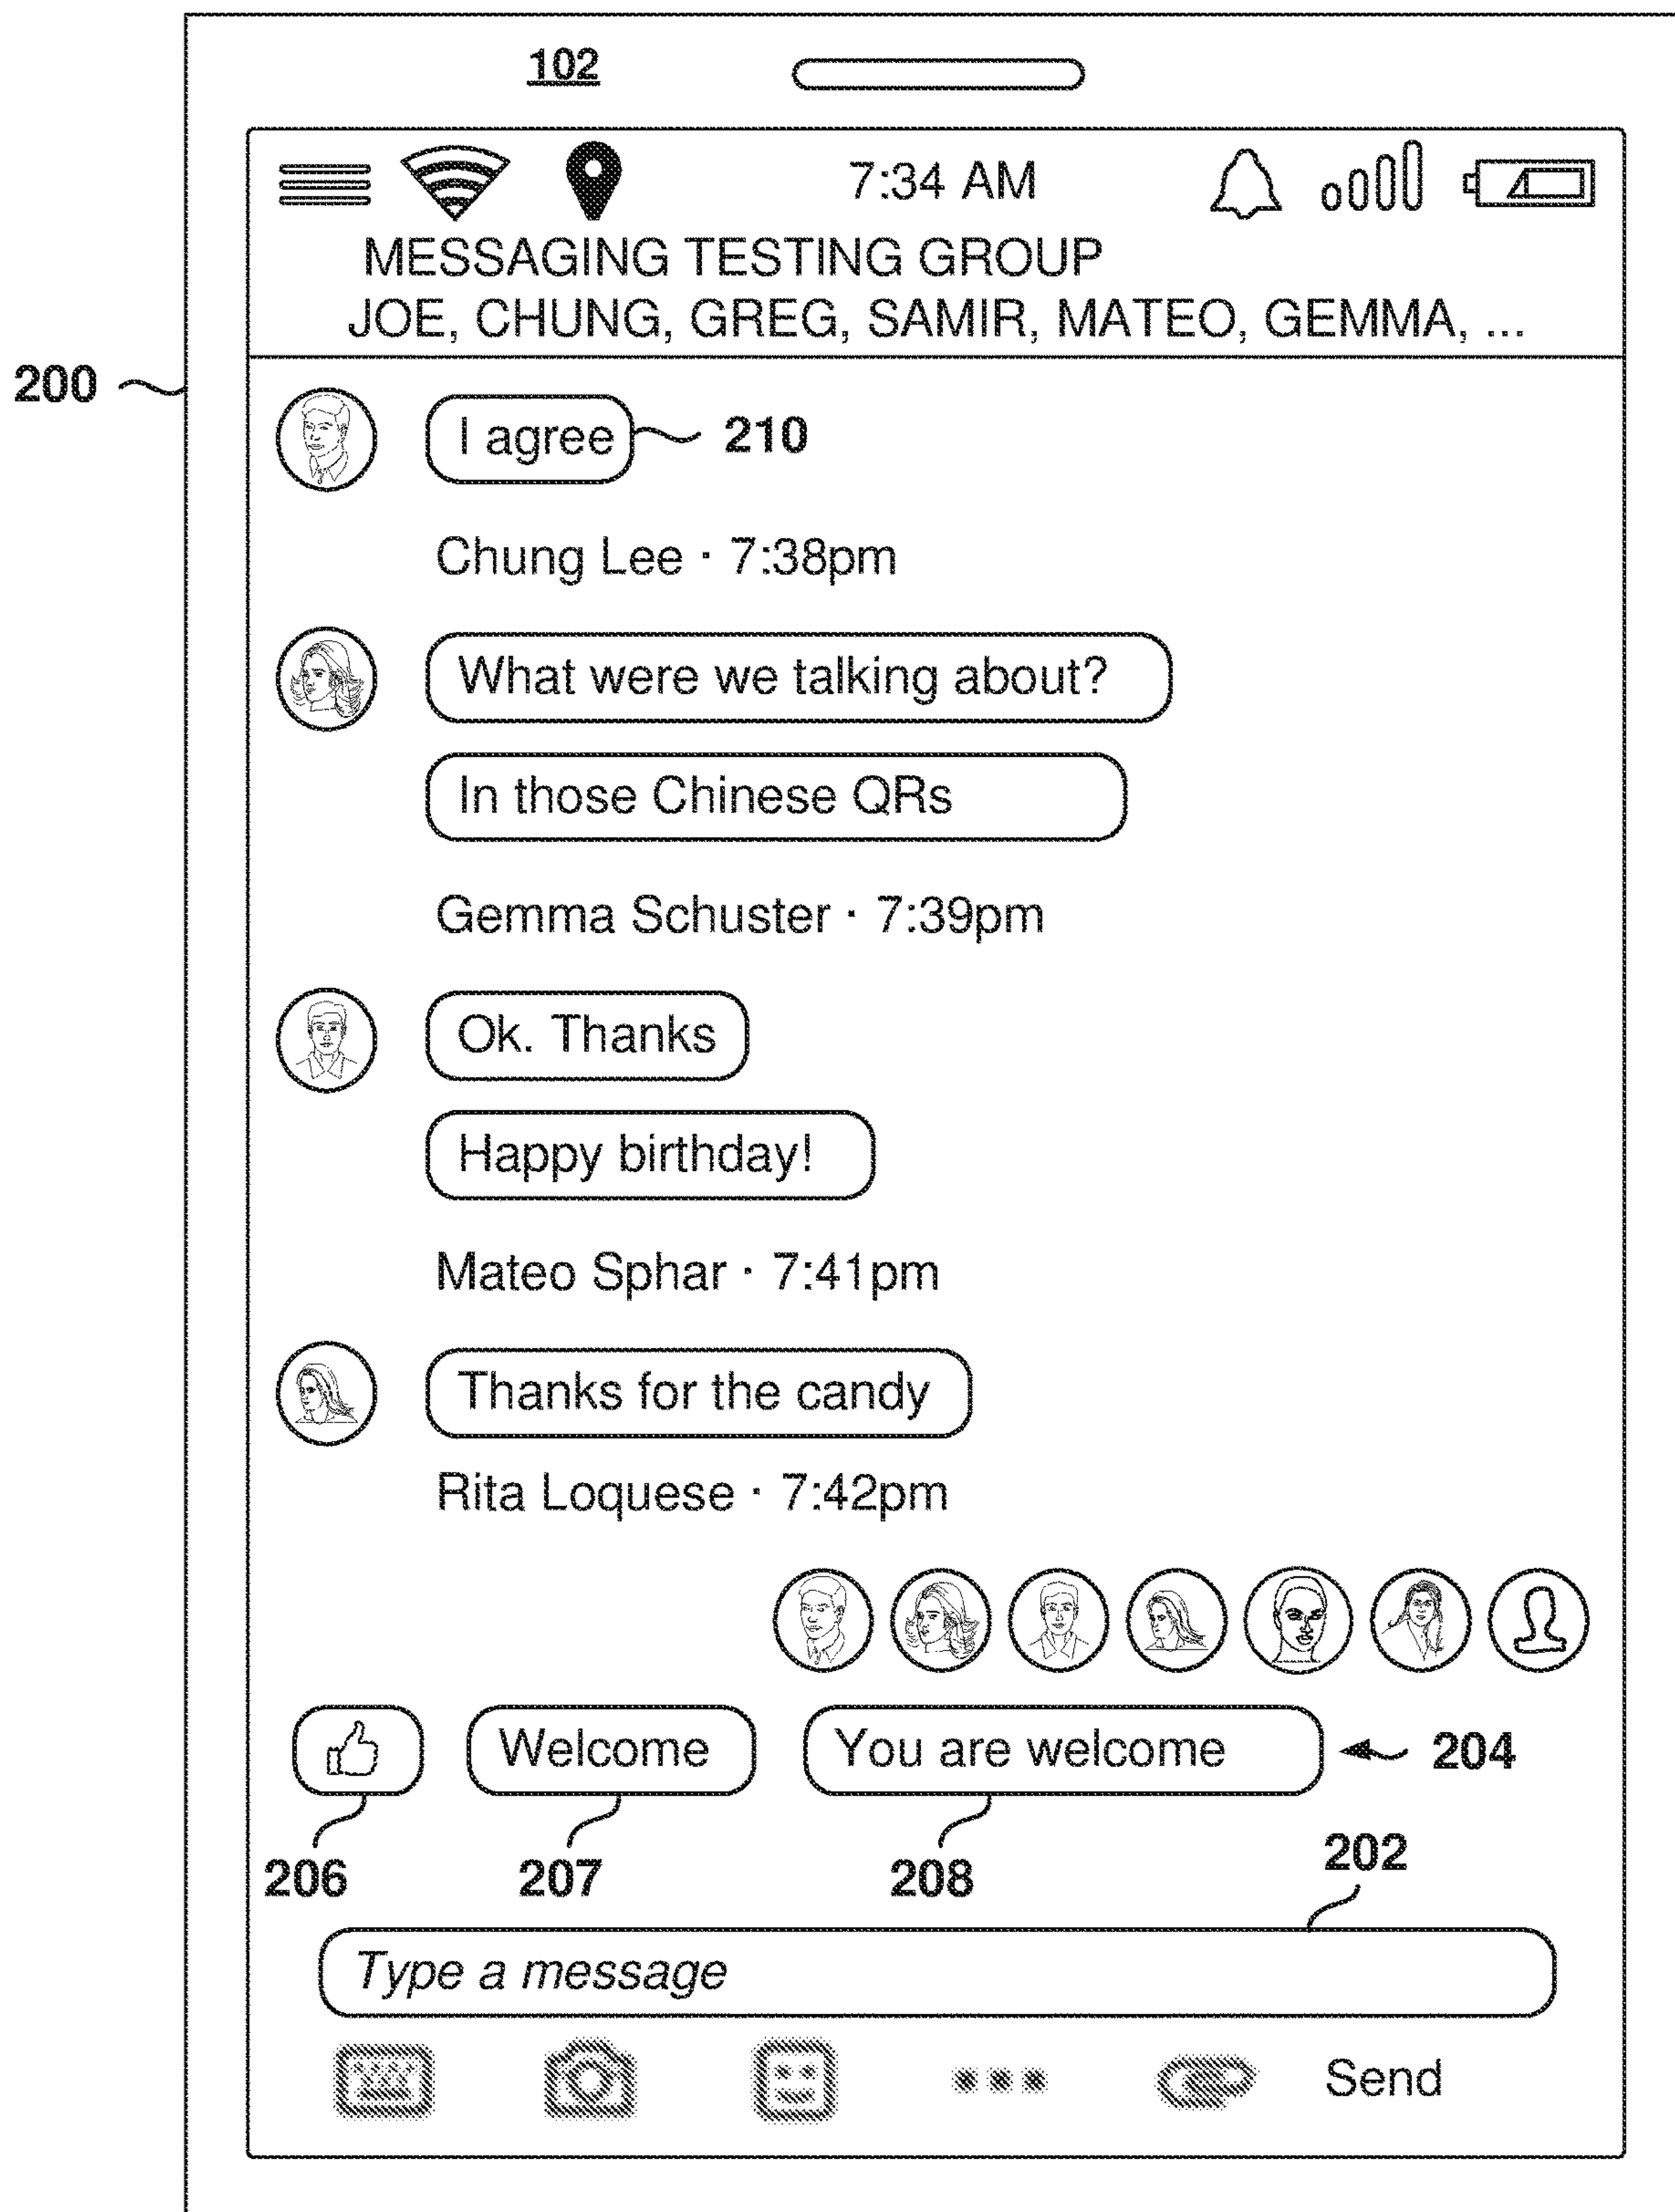 102
7:34 AM
MESSAGING TESTING GROUP
JOE, CHUNG, GREG, SAMIR, MATEO, GEMMA, ...
200
I agree
210
Chung Lee · 7:38pm
What were we talking about?
In those Chinese QRs
Gemma Schuster · 7:39pm
Ok. Thanks
Happy birthday!
Mateo Sphar · 7:41pm
Thanks for the candy
Rita Loquese · 7:42pm
Welcome
You are welcome
204
206
207
208
202
Type a message
Send